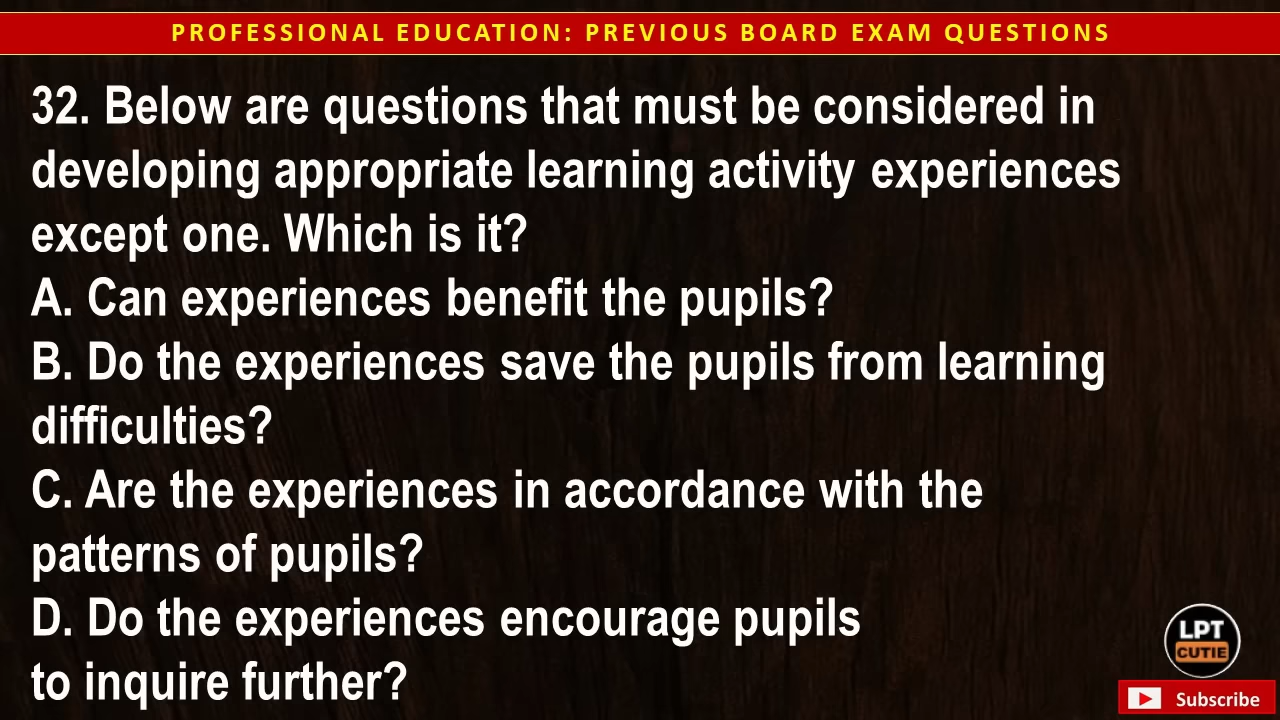 PROFESSIONAL EDUCATION: PREVIOUS BOARD EXAM QUESTIONS
32. Below are questions that must be considered in
developing appropriate learning activity experiences
except one. Which is it?
A. Can experiences benefit the pupils?
B. Do the experiences save the pupils from learning
difficulties?
C. Are the experiences in accordance with the
patterns of pupils?
D. Do the experiences encourage pupils
to inquire further?
LPT
CUTIE
Subscribe